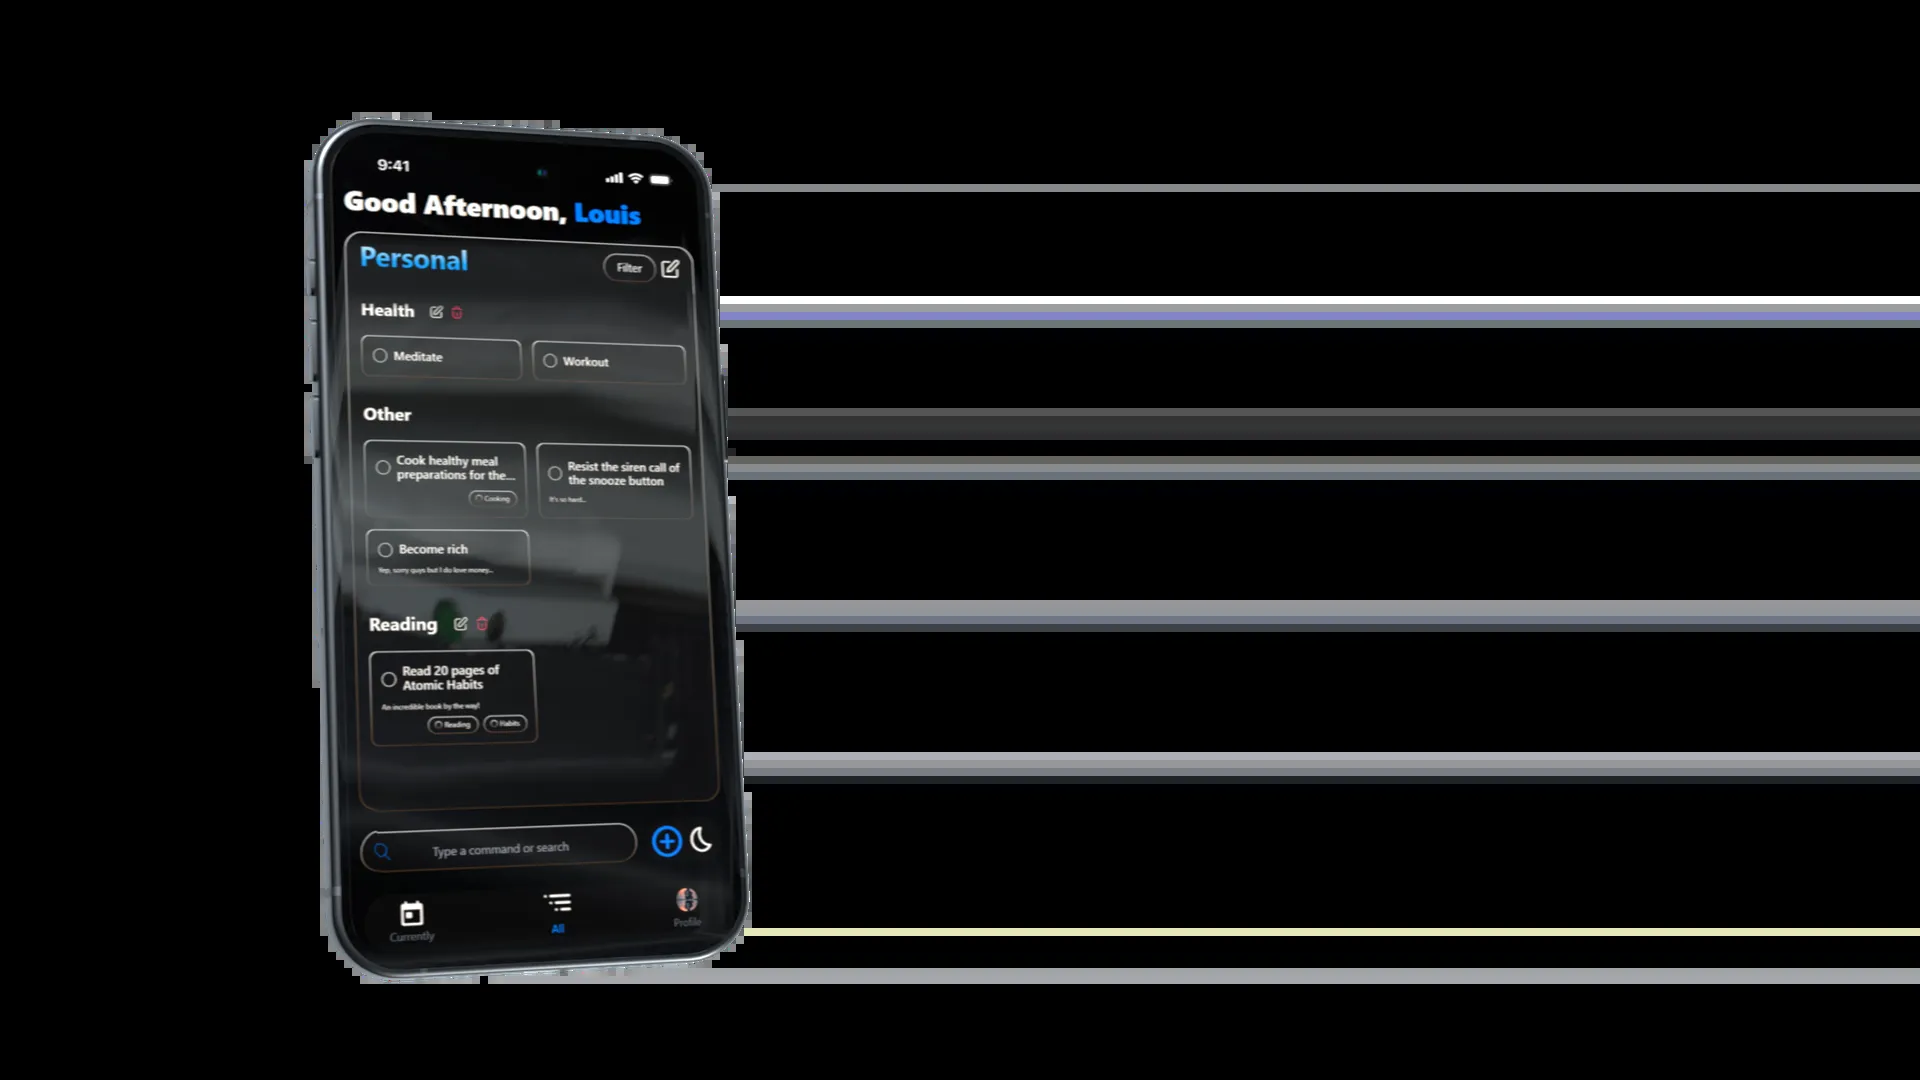 9:41
Good Afternoon, Louis
Personal
Filter
Health
Meditate
Workout
Other
Cook healthy meal
preparations for the...
Cooking
Resist the siren call of
the snooze button
It's so hard...
Become rich
Yep, sorry guys but I do love money...
Reading
Read 20 pages of
Atomic Habits
An incredible book by the way!
Reading
Habits
Type a command or search
Currently
All
Profile